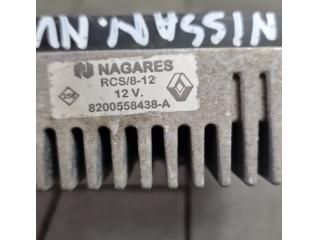 NISSAN. NV
NAGARES
RCS/8-12
12 V.
8200558438-A